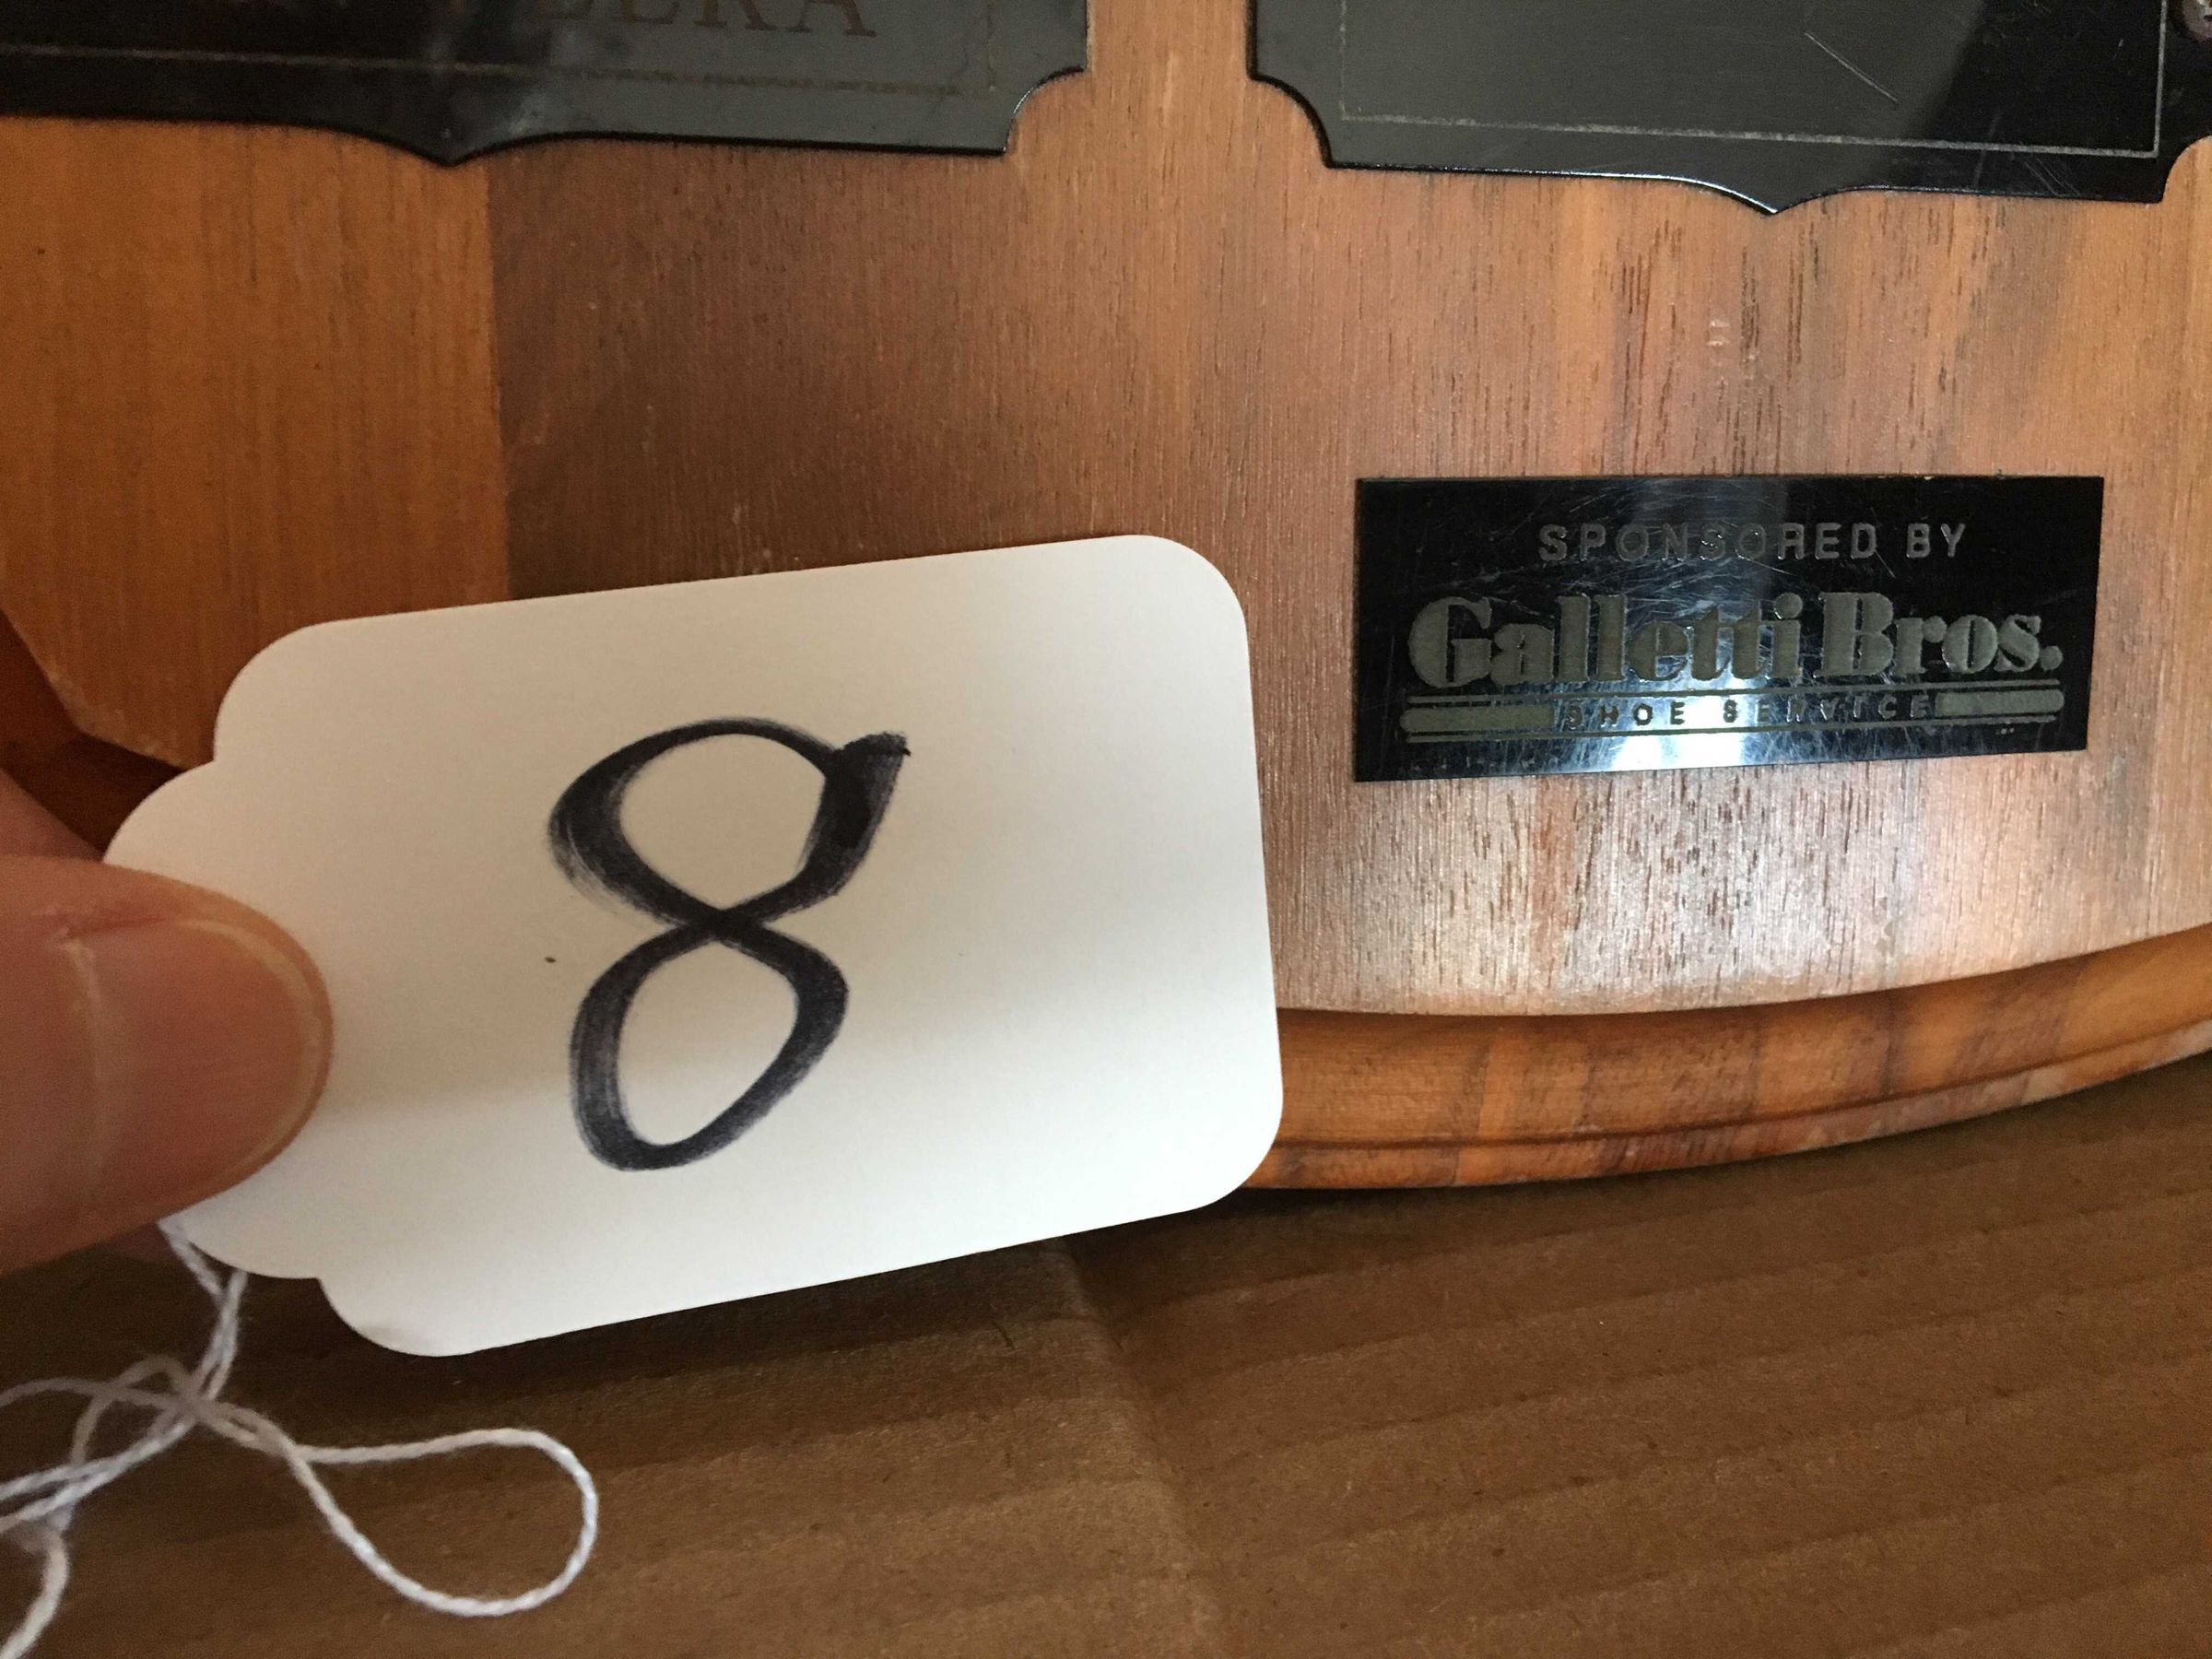 8
SPONSORED BY
Galletti Bros.
SHOE SERVICE